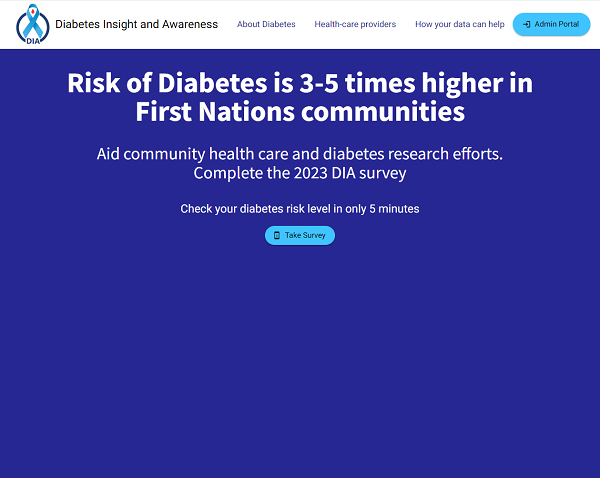 DIA
Diabetes Insight and Awareness
About Diabetes
Health-care providers
How your data can help
Admin Portal
Risk of Diabetes is 3-5 times higher in
First Nations communities
Aid community health care and diabetes research efforts.
Complete the 2023 DIA survey
Check your diabetes risk level in only 5 minutes
Take Survey